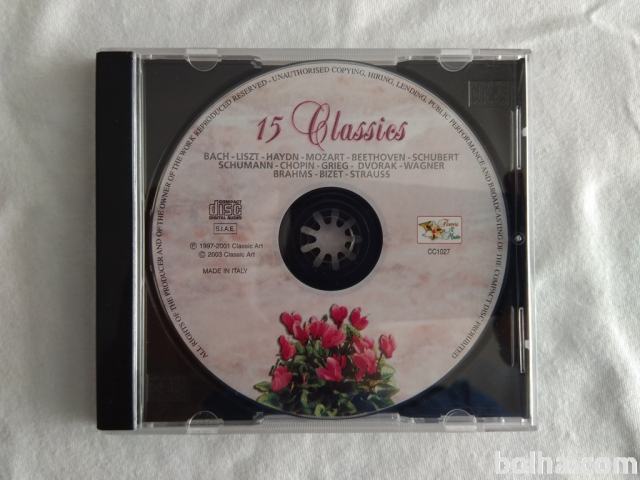 ALL RIGHTS OF THE PRODUCER AND OF THE OWNER OF THE WORK REPRODUCED RESERVED - UNAUTHORISED COPYING, HIRING, LENDING, PUBLIC PERFORMANCE AND BROADCASTING OF THE COMPACT DISC PROHIBITED
15 Classics
BACH - LISZT - HAYDN - MOZART - BEETHOVEN - SCHUBERT
SCHUMANN - CHOPIN - GRIEG - DVORAK - WAGNER
BRAHMS - BIZET - STRAUSS
COMPACT
disc
DIGITAL AUDIO
S.I.A.E.
Ⓟ 1997-2001 Classic Art
© 2003 Classic Art
MADE IN ITALY
Flowers
&
Music
CC1027
bolha.com